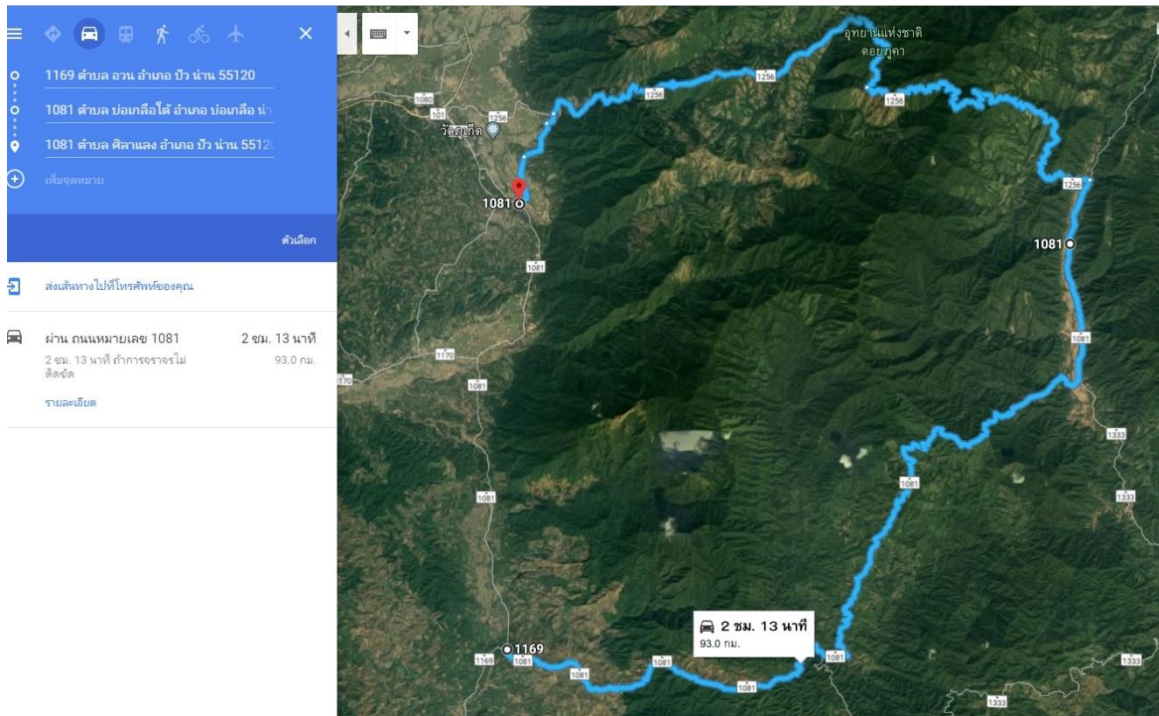 1169 ตำบล อวน อำเภอ ปัว น่าน 55120
1081 ตำบล บ่อเกลือใต้ อำเภอ บ่อเกลือ น่า
1081 ตำบล ศิลาแลง อำเภอ ปัว น่าน 5512
เพิ่มจุดหมาย
ตัวเลือก
ส่งเส้นทางไปที่โทรศัพท์ของคุณ
ผ่าน ถนนหมายเลข 1081
2 ชม. 13 นาที
2 ชม. 13 นาที ถ้าการจราจรไม่
ติดขัด
93.0 กม.
รายละเอียด
อุทยานแห่งชาติ
ดอยภูคา
1256
1256
1256
1080
101
1256
วัดภูเก็ต
1256
1081
1081
1081
1081
1170
170
1081
1333
1081
1333
1081
2 ชม. 13 นาที
93.0 กม.
1169
1169
1081
1081
1081
1081
1081
1333
1333